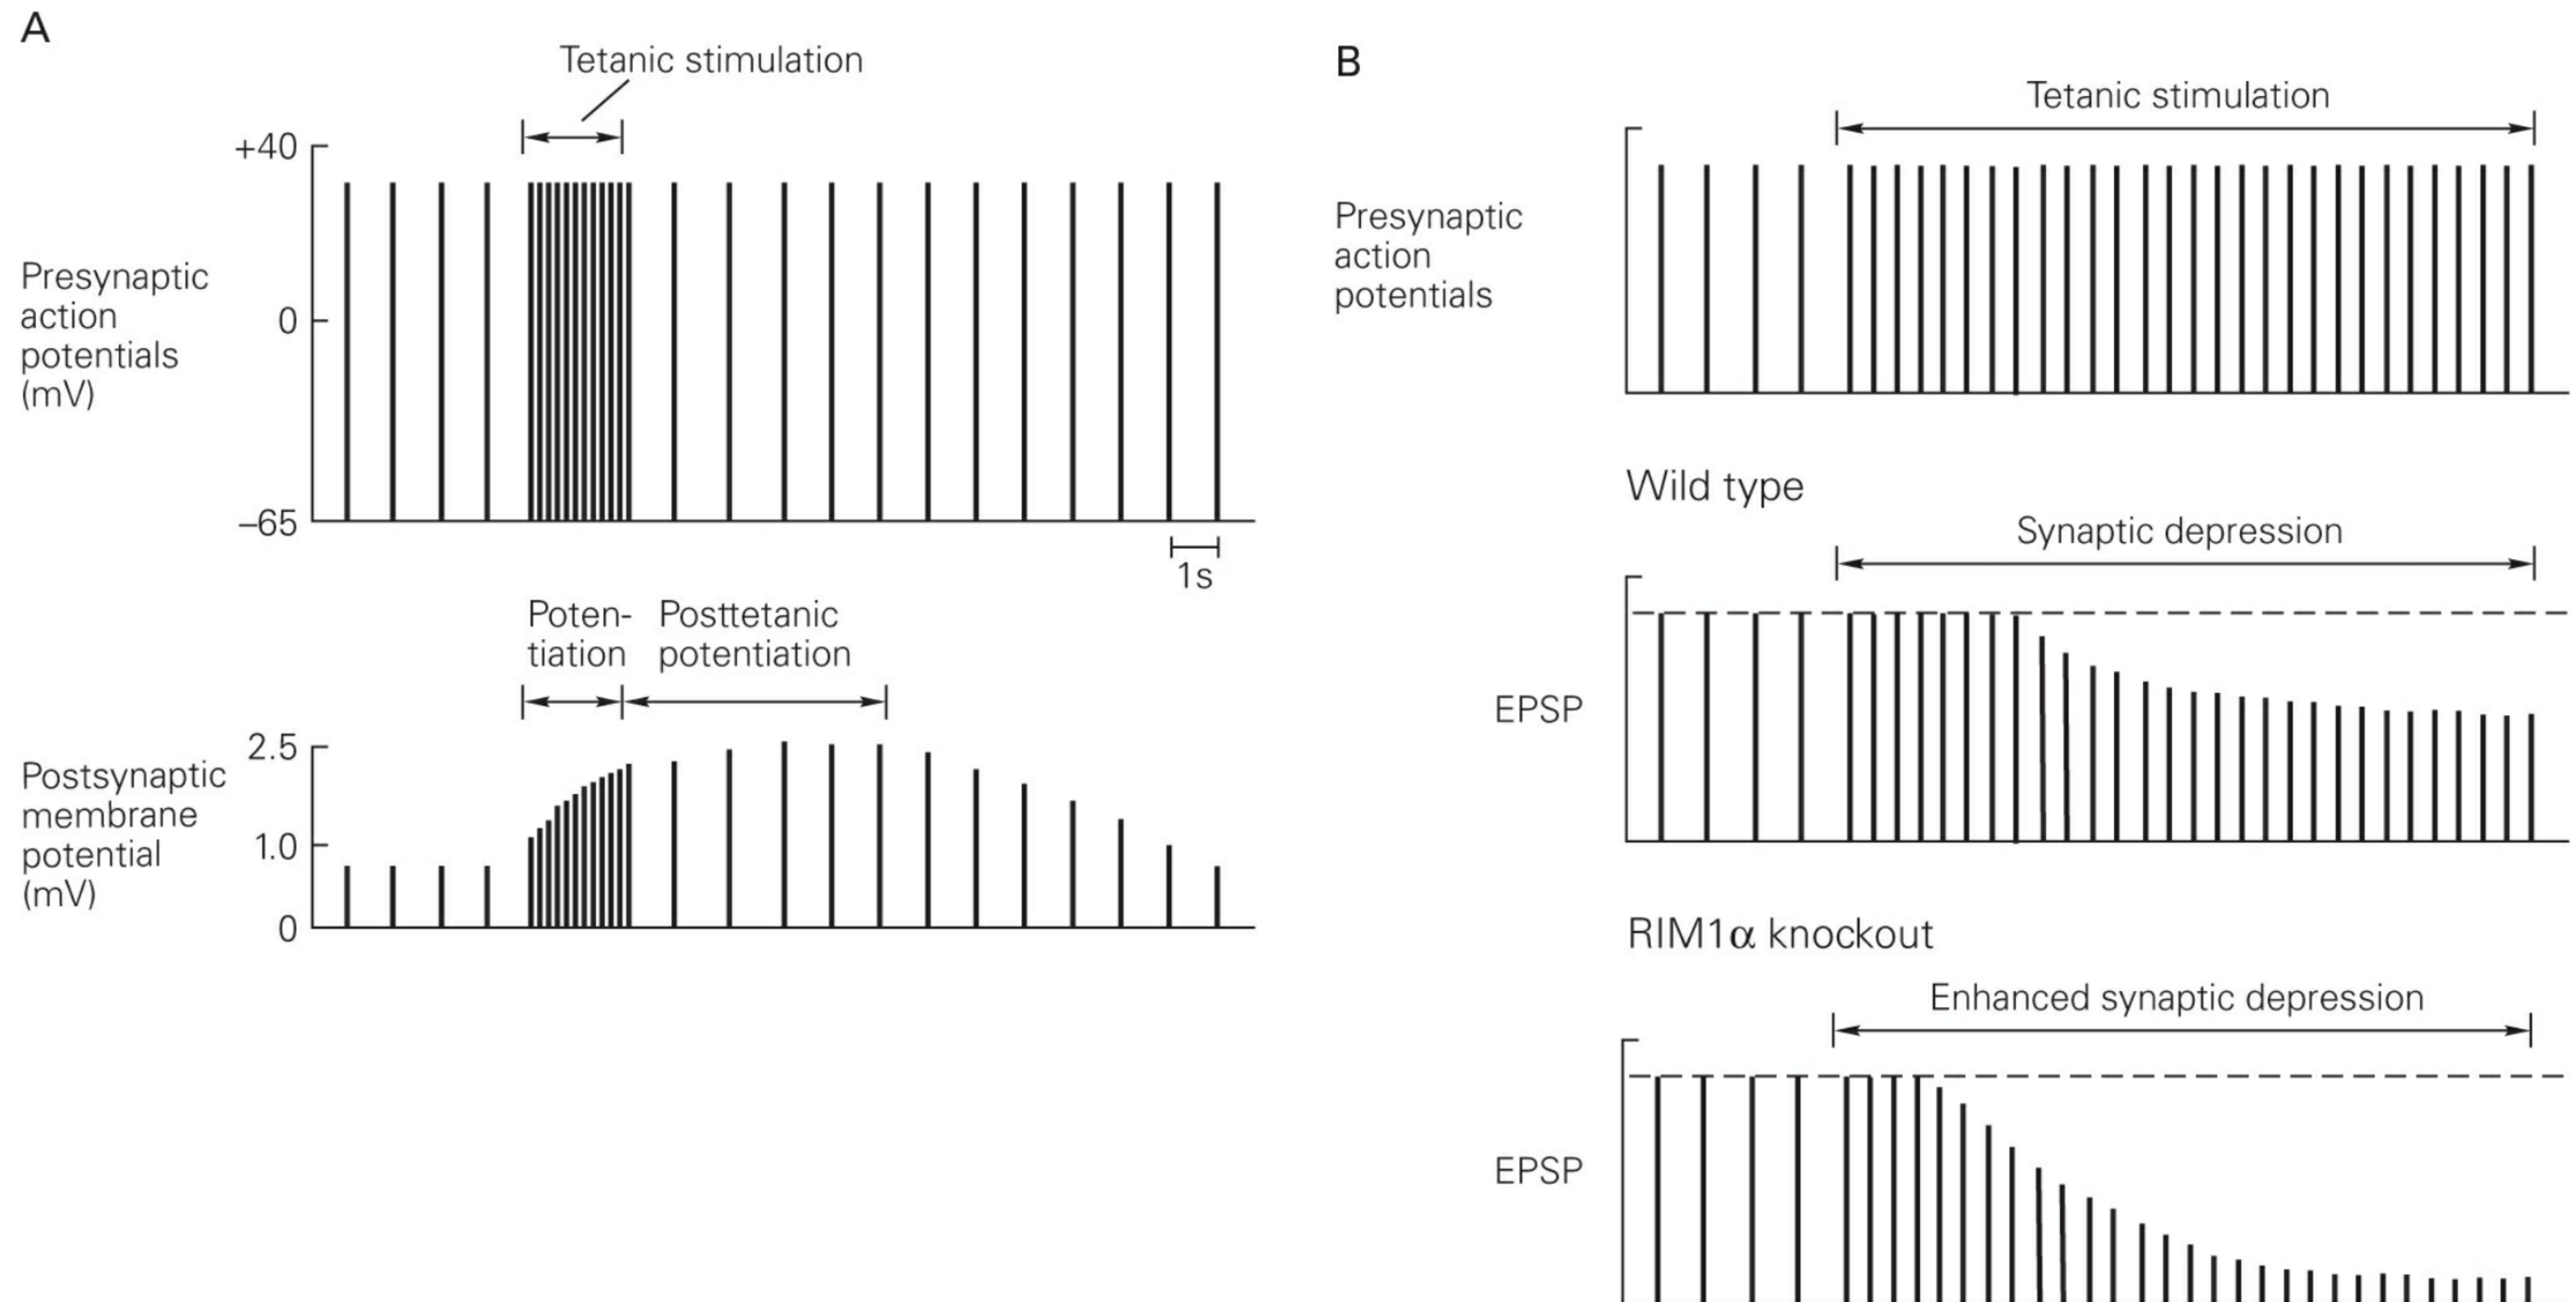 A
Tetanic stimulation
+40
Presynaptic
action
potentials
(mV)
0
–65
1s
Poten-
tiation
Posttetanic
potentiation
2.5
Postsynaptic
membrane
potential
(mV)
1.0
0
B
Tetanic stimulation
Presynaptic
action
potentials
Wild type
Synaptic depression
EPSP
RIM1α knockout
Enhanced synaptic depression
EPSP